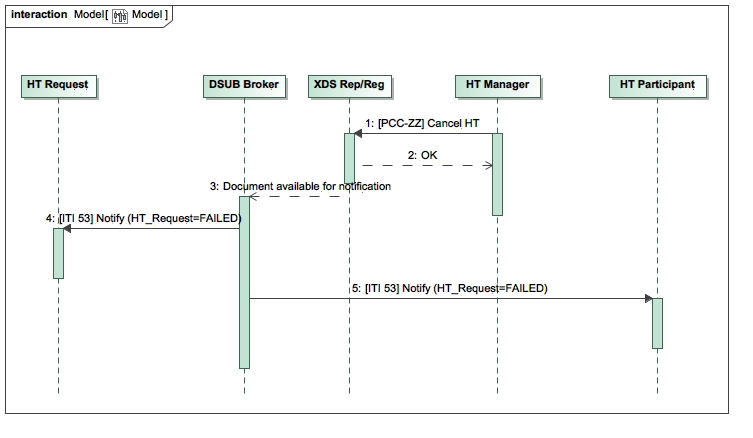 interaction Model[ Model ]
HT Request
DSUB Broker
XDS Rep/Reg
HT Manager
HT Participant
1: [PCC-ZZ] Cancel HT
2: OK
3: Document available for notification
4: [ITI 53] Notify (HT_Request=FAILED)
5: [ITI 53] Notify (HT_Request=FAILED)